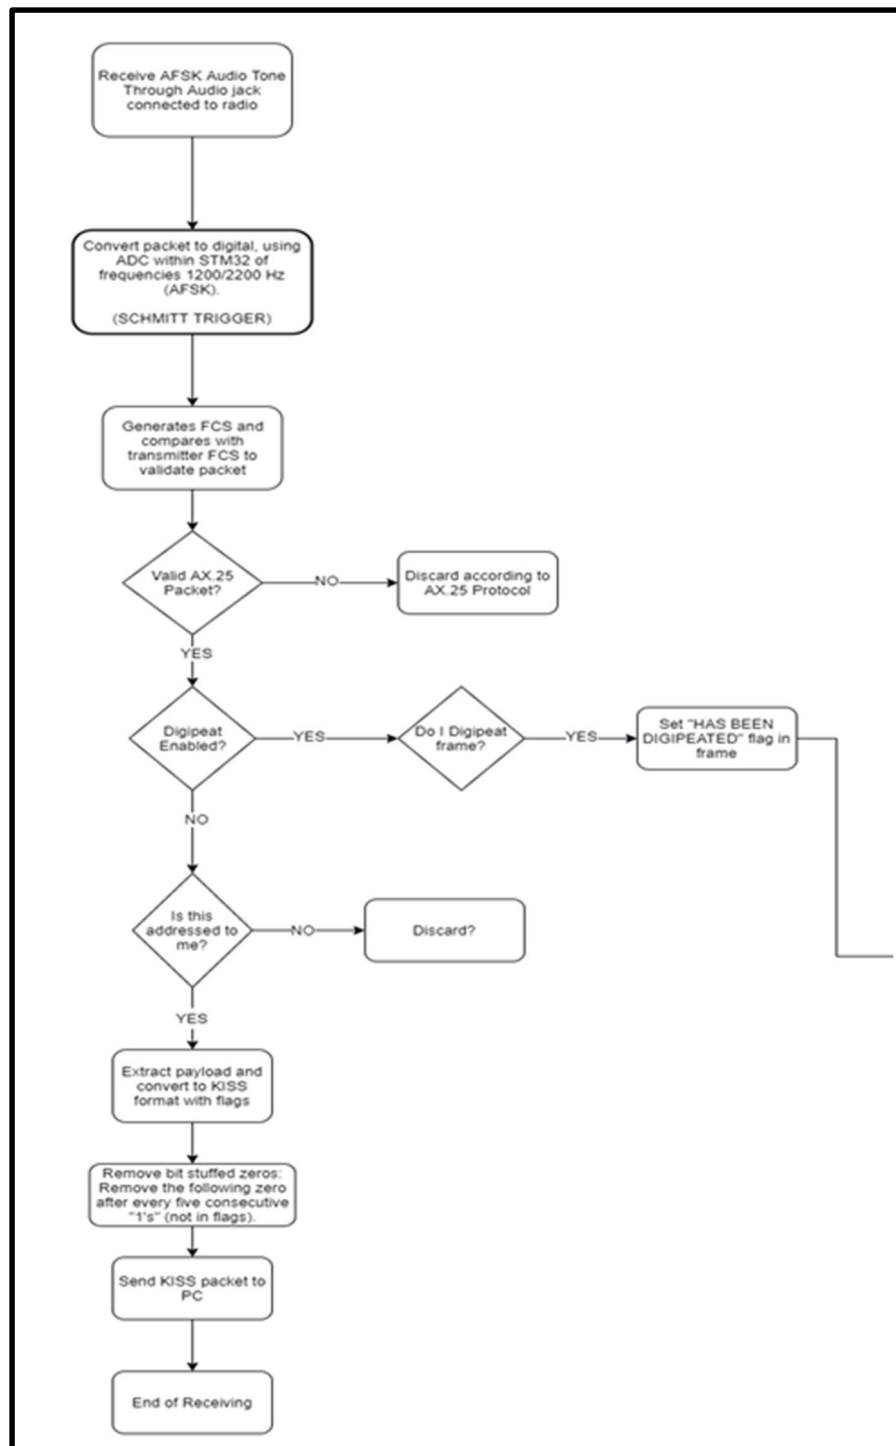 Receive AFSK Audio Tone
Through Audio jack
connected to radio
Convert packet to digital, using
ADC within STM32 of
frequencies 1200/2200 Hz
(AFSK).
(SCHMITT TRIGGER)
Generates FCS and
compares with
transmitter FCS to
validate packet
Valid AX.25
Packet?
NO
Discard according to
AX.25 Protocol
YES
Digipeat
Enabled?
YES
Do I Digipeat
frame?
YES
Set "HAS BEEN
DIGIPEATED" flag in
frame
NO
Is this
addressed to
me?
NO
Discard?
YES
Extract payload and
convert to KISS
format with flags
Remove bit stuffed zeros:
Remove the following zero
after every five consecutive
"1's" (not in flags).
Send KISS packet to
PC
End of Receiving